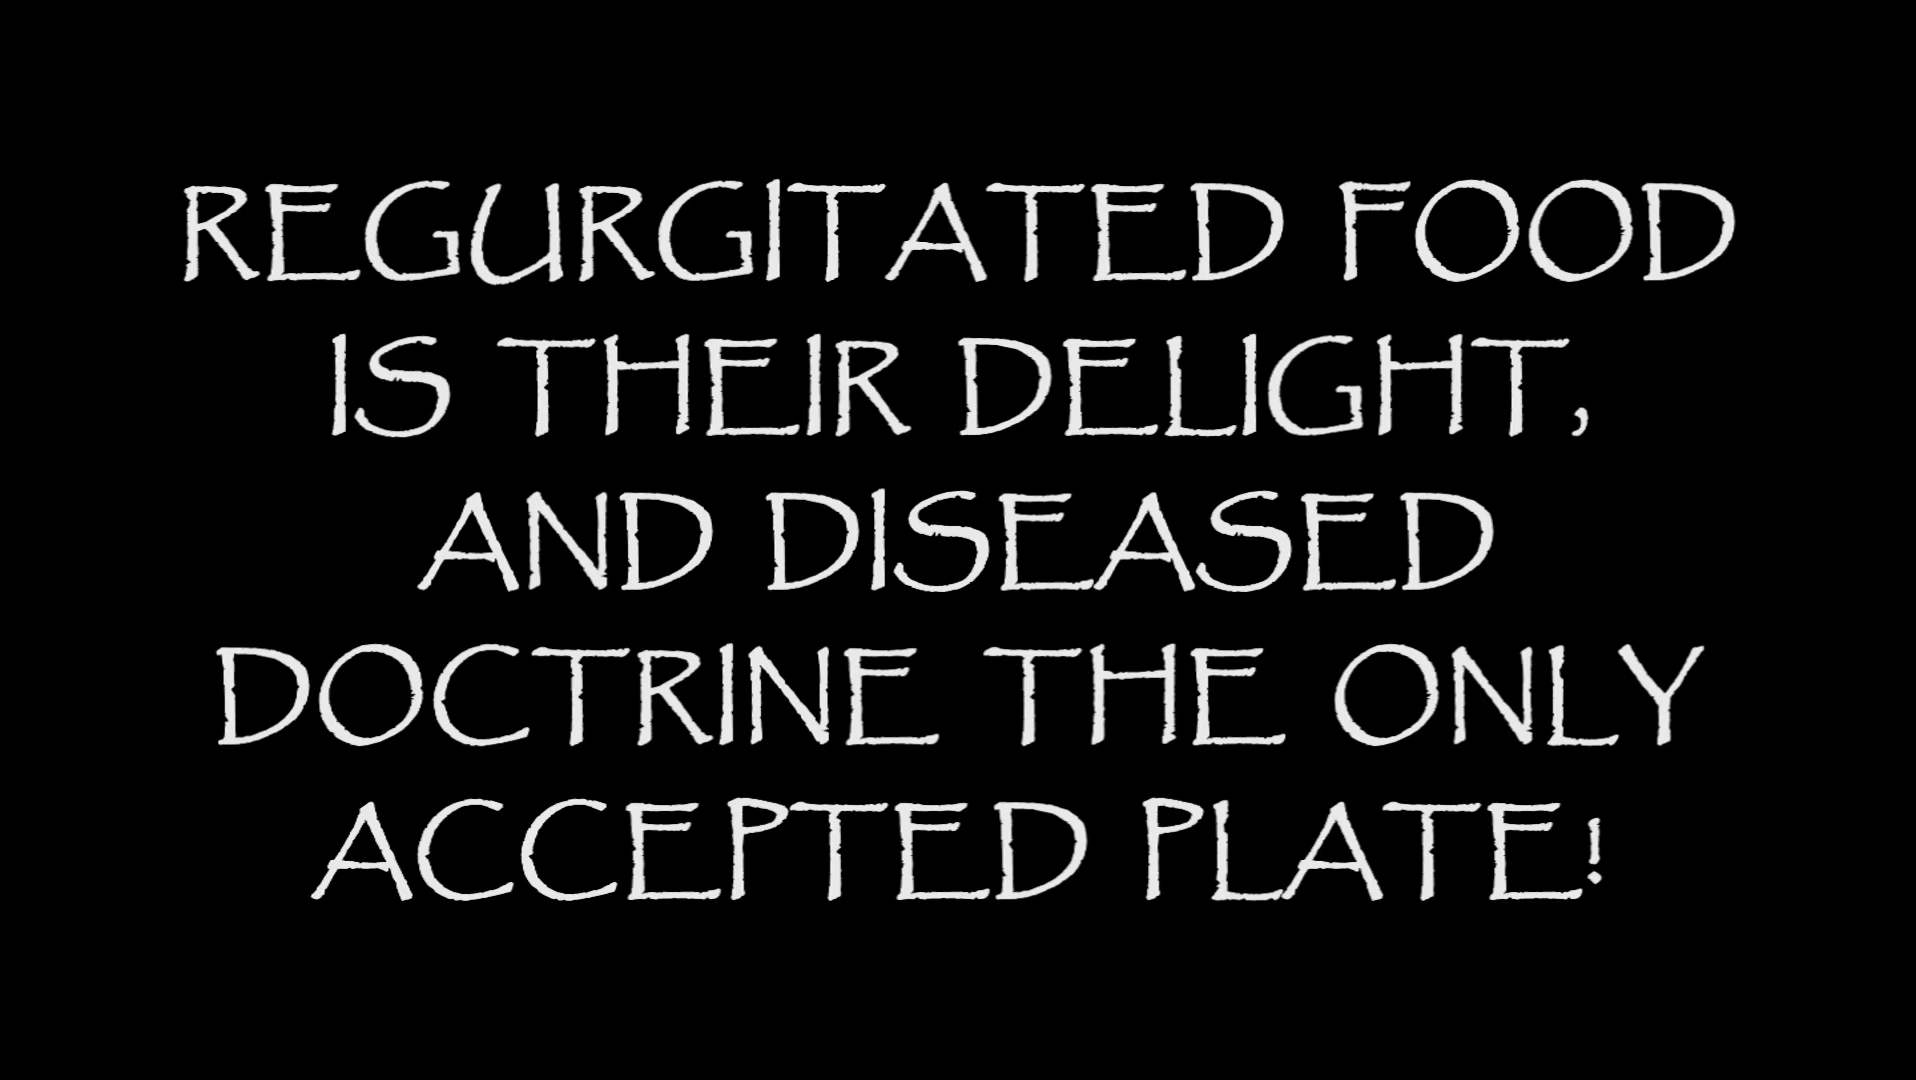 REGURGITATED FOOD
IS THEIR DELIGHT,
AND DISEASED
DOCTRINE THE ONLY
ACCEPTED PLATE!